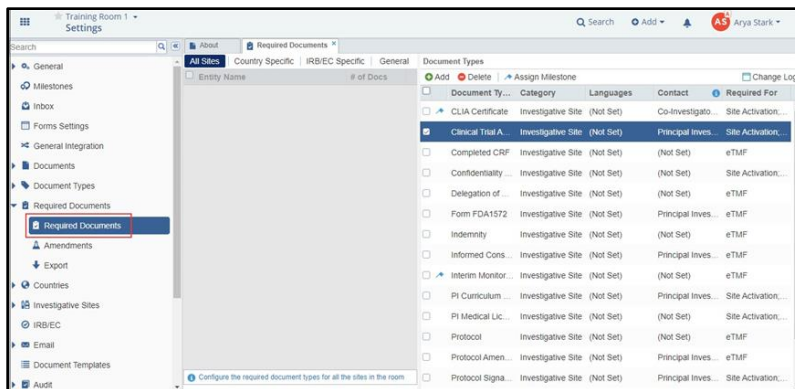 Training Room 1
Settings
Search
Add
AS
A
Arya Stark
Search
About
Required Documents
General
Milestones
Inbox
Forms Settings
General Integration
Documents
Document Types
Required Documents
Required Documents
Amendments
Export
Countries
Investigative Sites
IRB/EC
Email
Document Templates
Audit
All Sites Country Specific IRB/EC Specific General
Entity Name # of Docs
Configure the required document types for all the sites in the room
Document Types
Add Delete Assign Milestone Change Log
Document Ty... Category Languages Contact Required For
CLIA Certificate Investigative Site (Not Set) Co-Investigato... Site Activation;...
Clinical Trial A... Investigative Site (Not Set) Principal Inves... Site Activation;...
Completed CRF Investigative Site (Not Set) (Not Set) eTMF
Confidentiality ... Investigative Site (Not Set) (Not Set) Site Activation;...
Delegation of ... Investigative Site (Not Set) (Not Set) eTMF
Form FDA1572 Investigative Site (Not Set) Principal Inves... eTMF
Indemnity Investigative Site (Not Set) (Not Set) eTMF
Informed Cons... Investigative Site (Not Set) Principal Inves... eTMF
Interim Monitor... Investigative Site (Not Set) (Not Set) eTMF
PI Curriculum ... Investigative Site (Not Set) Principal Inves... Site Activation;...
PI Medical Lic... Investigative Site (Not Set) Principal Inves... Site Activation;...
Protocol Investigative Site (Not Set) (Not Set) eTMF
Protocol Amen... Investigative Site (Not Set) Principal Inves... eTMF
Protocol Signa... Investigative Site (Not Set) Principal Inves... Site Activation;...